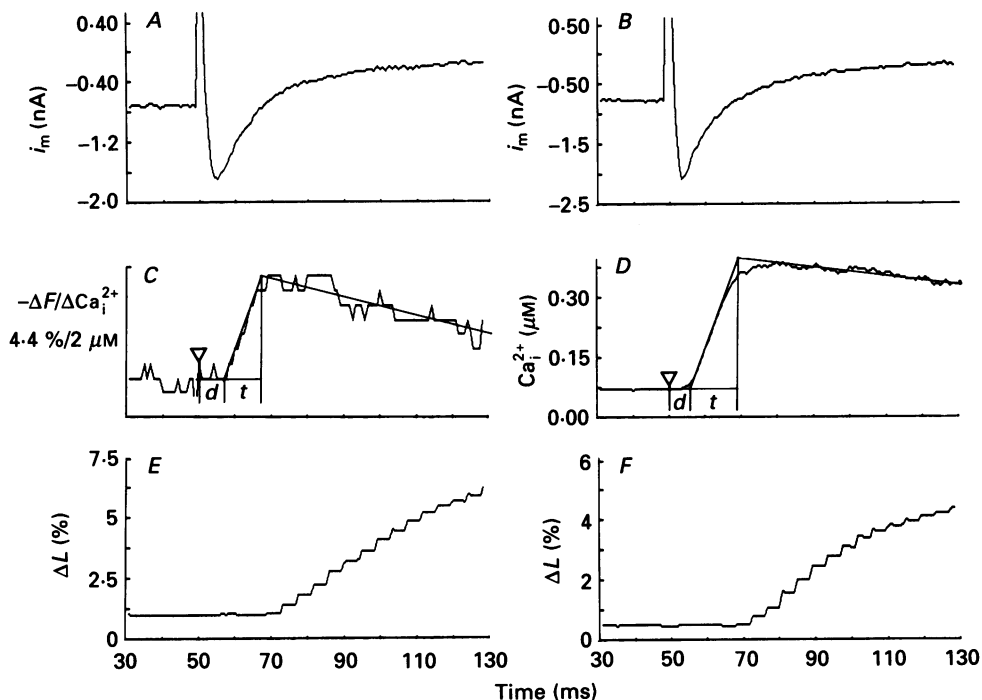 A
0·40
−0·40
−1·2
−2·0
i_m (nA)
B
0·50
−0·50
−1·5
−2·5
i_m (nA)
C
−ΔF/ΔCa_i^2+
4·4 %/2 μM
d
t
D
0·30
0·15
0·00
Ca_i^2+ (μM)
d
t
E
7·5
5
2·5
0
ΔL (%)
30 50 70 90 110 130
F
6
4
2
0
ΔL (%)
30 50 70 90 110 130
Time (ms)